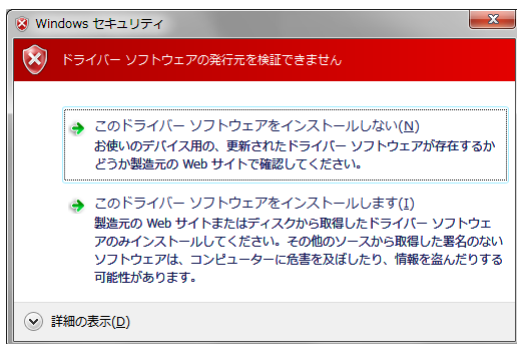 Windows セキュリティ
ドライバー ソフトウェアの発行元を検証できません
このドライバー ソフトウェアをインストールしない(N)
お使いのデバイス用の、更新されたドライバー ソフトウェアが存在するか
どうか製造元の Web サイトで確認してください。
このドライバー ソフトウェアをインストールします(I)
製造元の Web サイトまたはディスクから取得したドライバー ソフトウェ
アのみインストールしてください。その他のソースから取得した署名のない
ソフトウェアは、コンピューターに危害を及ぼしたり、情報を盗んだりする
可能性があります。
詳細の表示(D)